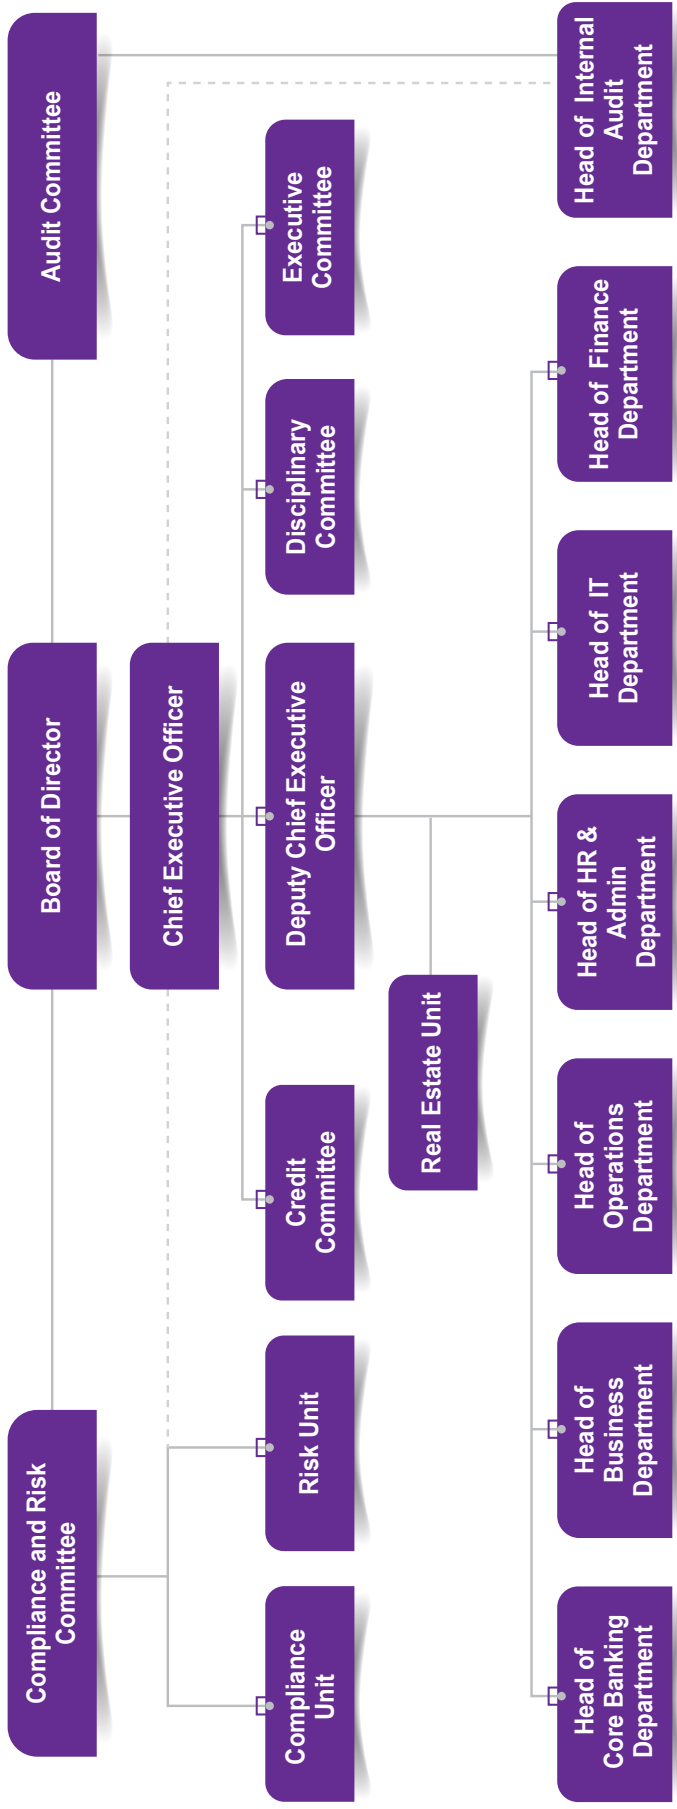 Compliance and Risk
Committee
Board of Director
Audit Committee
Chief Executive Officer
Compliance
Unit
Risk Unit
Credit
Committee
Deputy Chief Executive
Officer
Disciplinary
Committee
Executive
Committee
Real Estate Unit
Head of
Core Banking
Department
Head of
Business
Department
Head of
Operations
Department
Head of HR &
Admin
Department
Head of IT
Department
Head of Finance
Department
Head of Internal
Audit
Department